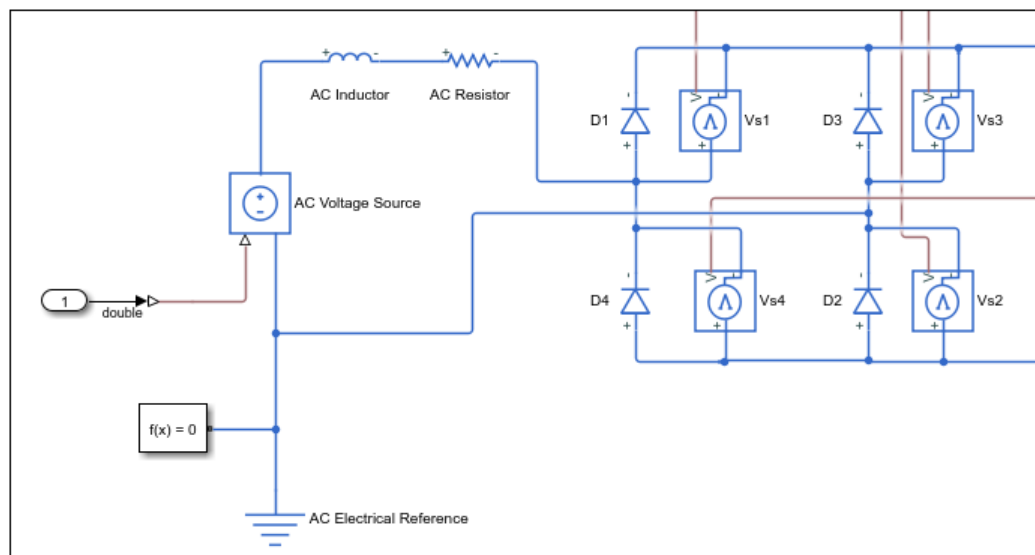 AC Inductor
AC Resistor
D1
Vs1
D3
Vs3
AC Voltage Source
1
double
D4
Vs4
D2
Vs2
f(x) = 0
AC Electrical Reference